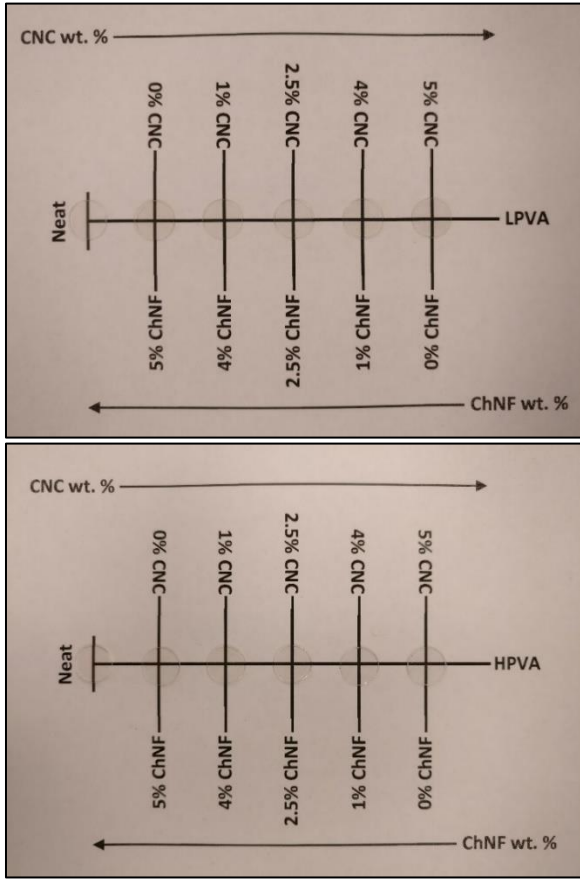 CNC wt. %
Neat
0% CNC
1% CNC
2.5% CNC
4% CNC
5% CNC
LPVA
5% ChNF
4% ChNF
2.5% ChNF
1% ChNF
0% ChNF
ChNF wt. %
CNC wt. %
Neat
0% CNC
1% CNC
2.5% CNC
4% CNC
5% CNC
HPVA
5% ChNF
4% ChNF
2.5% ChNF
1% ChNF
0% ChNF
ChNF wt. %